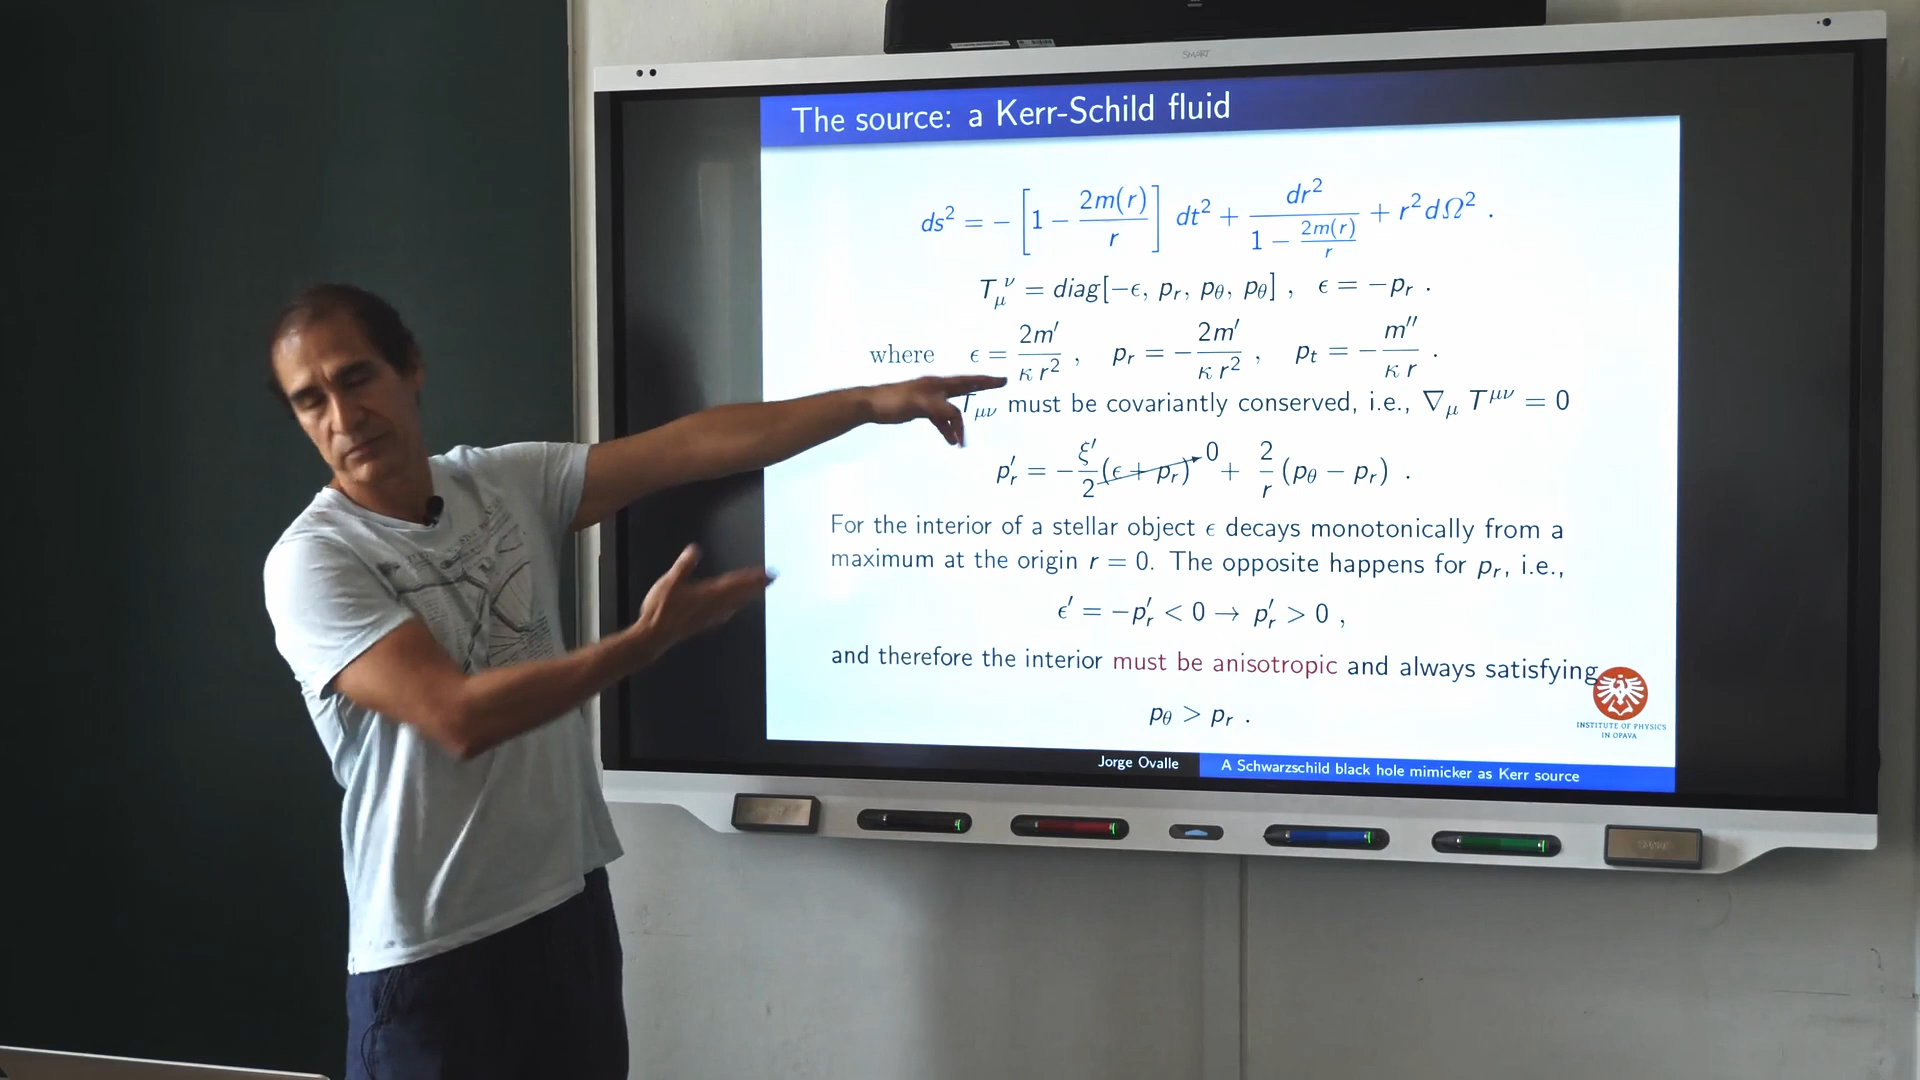 SMART
The source: a Kerr-Schild fluid
ds² = − [1 − 2m(r)/r] dt² + dr²/(1 − 2m(r)/r) + r²dΩ² .
T_μ^ν = diag[−ϵ, p_r, p_θ, p_θ] , ϵ = −p_r .
where ϵ = 2m′/(κ r²) , p_r = − 2m′/(κ r²) , p_t = − m″/(κ r) .
T_μν must be covariantly conserved, i.e., ∇_μ T^μν = 0
p′_r = − ξ′/2 (ϵ + p_r) 0 + 2/r (p_θ − p_r) .
For the interior of a stellar object ϵ decays monotonically from a
maximum at the origin r = 0. The opposite happens for p_r, i.e.,
ϵ′ = −p′_r < 0 → p′_r > 0 ,
and therefore the interior must be anisotropic and always satisfying
p_θ > p_r .
INSTITUTE OF PHYSICS
IN OPAVA
Jorge Ovalle
A Schwarzschild black hole mimicker as Kerr source